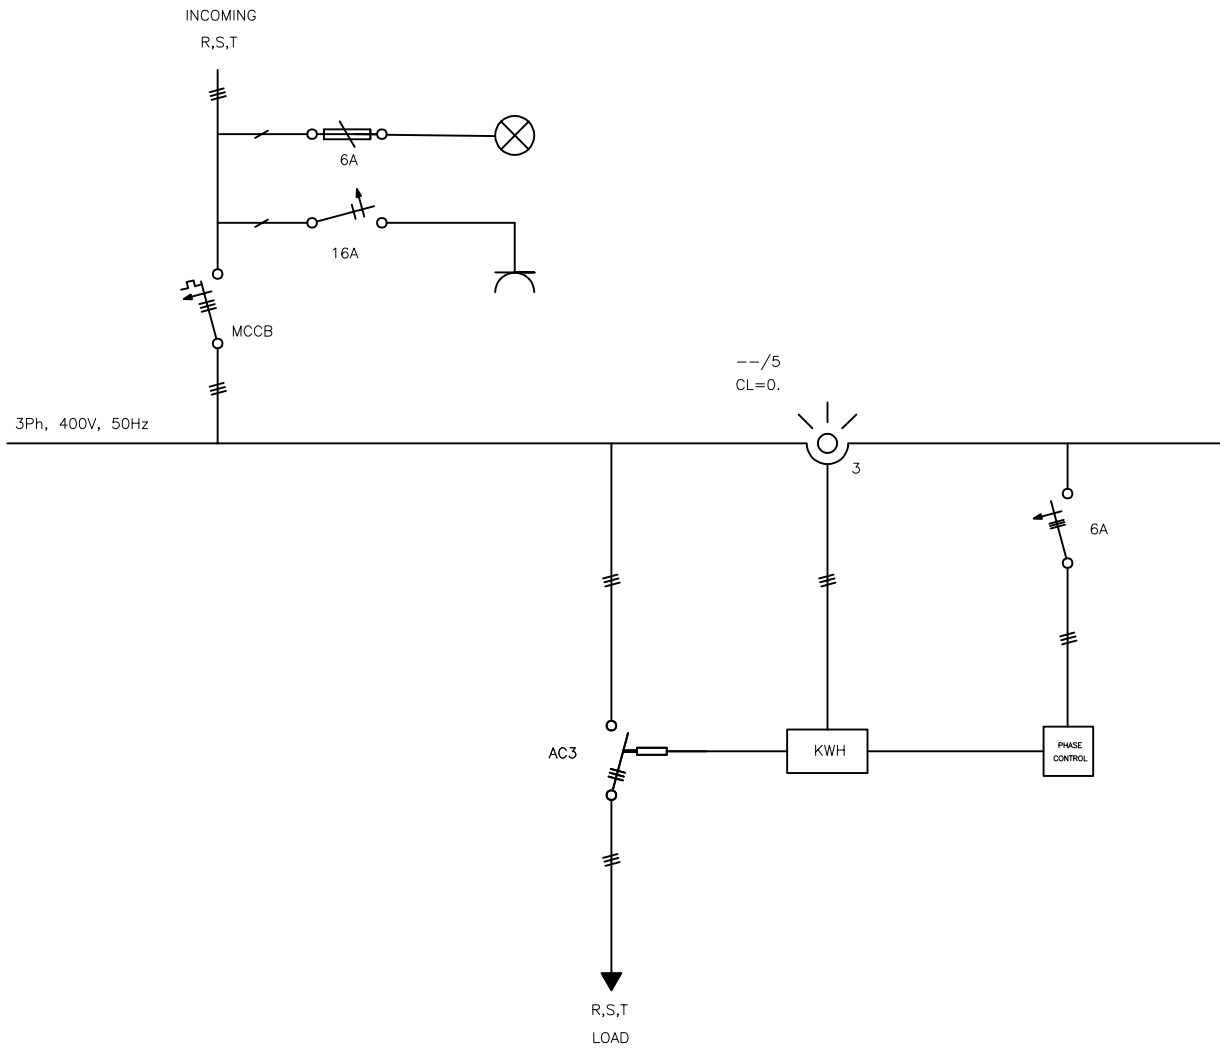 INCOMING
R,S,T
6A
16A
MCCB
--/5
CL=0.
3Ph, 400V, 50Hz
3
6A
AC3
KWH
PHASE
CONTROL
R,S,T
LOAD